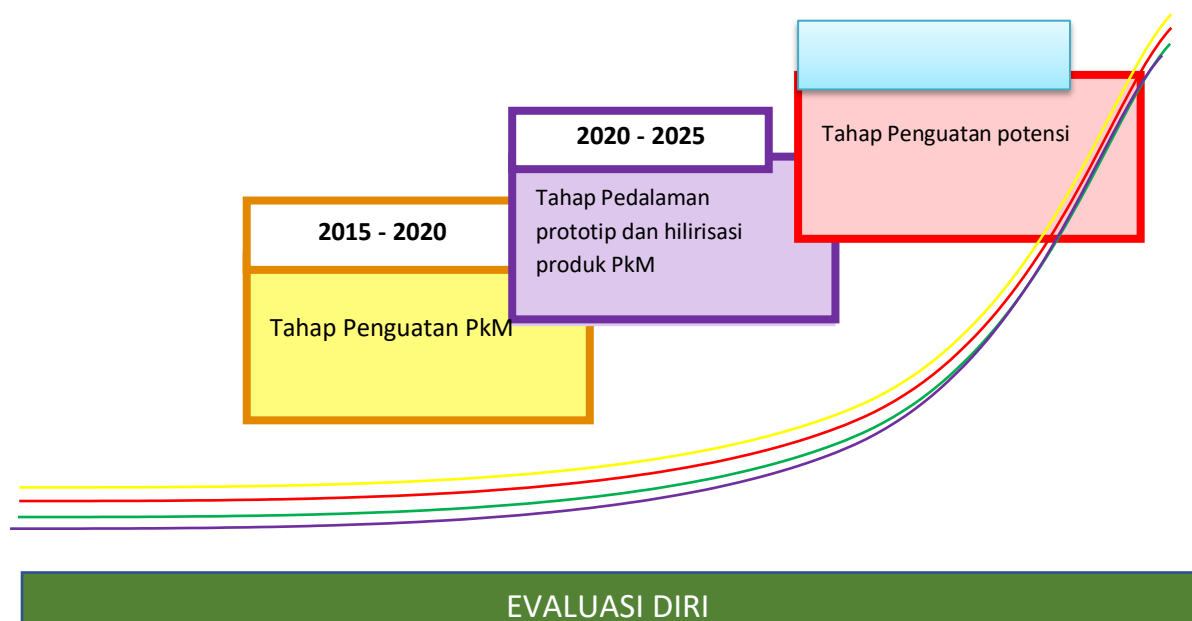 2015 - 2020
Tahap Penguatan PkM
2020 - 2025
Tahap Pedalaman
prototip dan hilirisasi
produk PkM
Tahap Penguatan potensi
EVALUASI DIRI